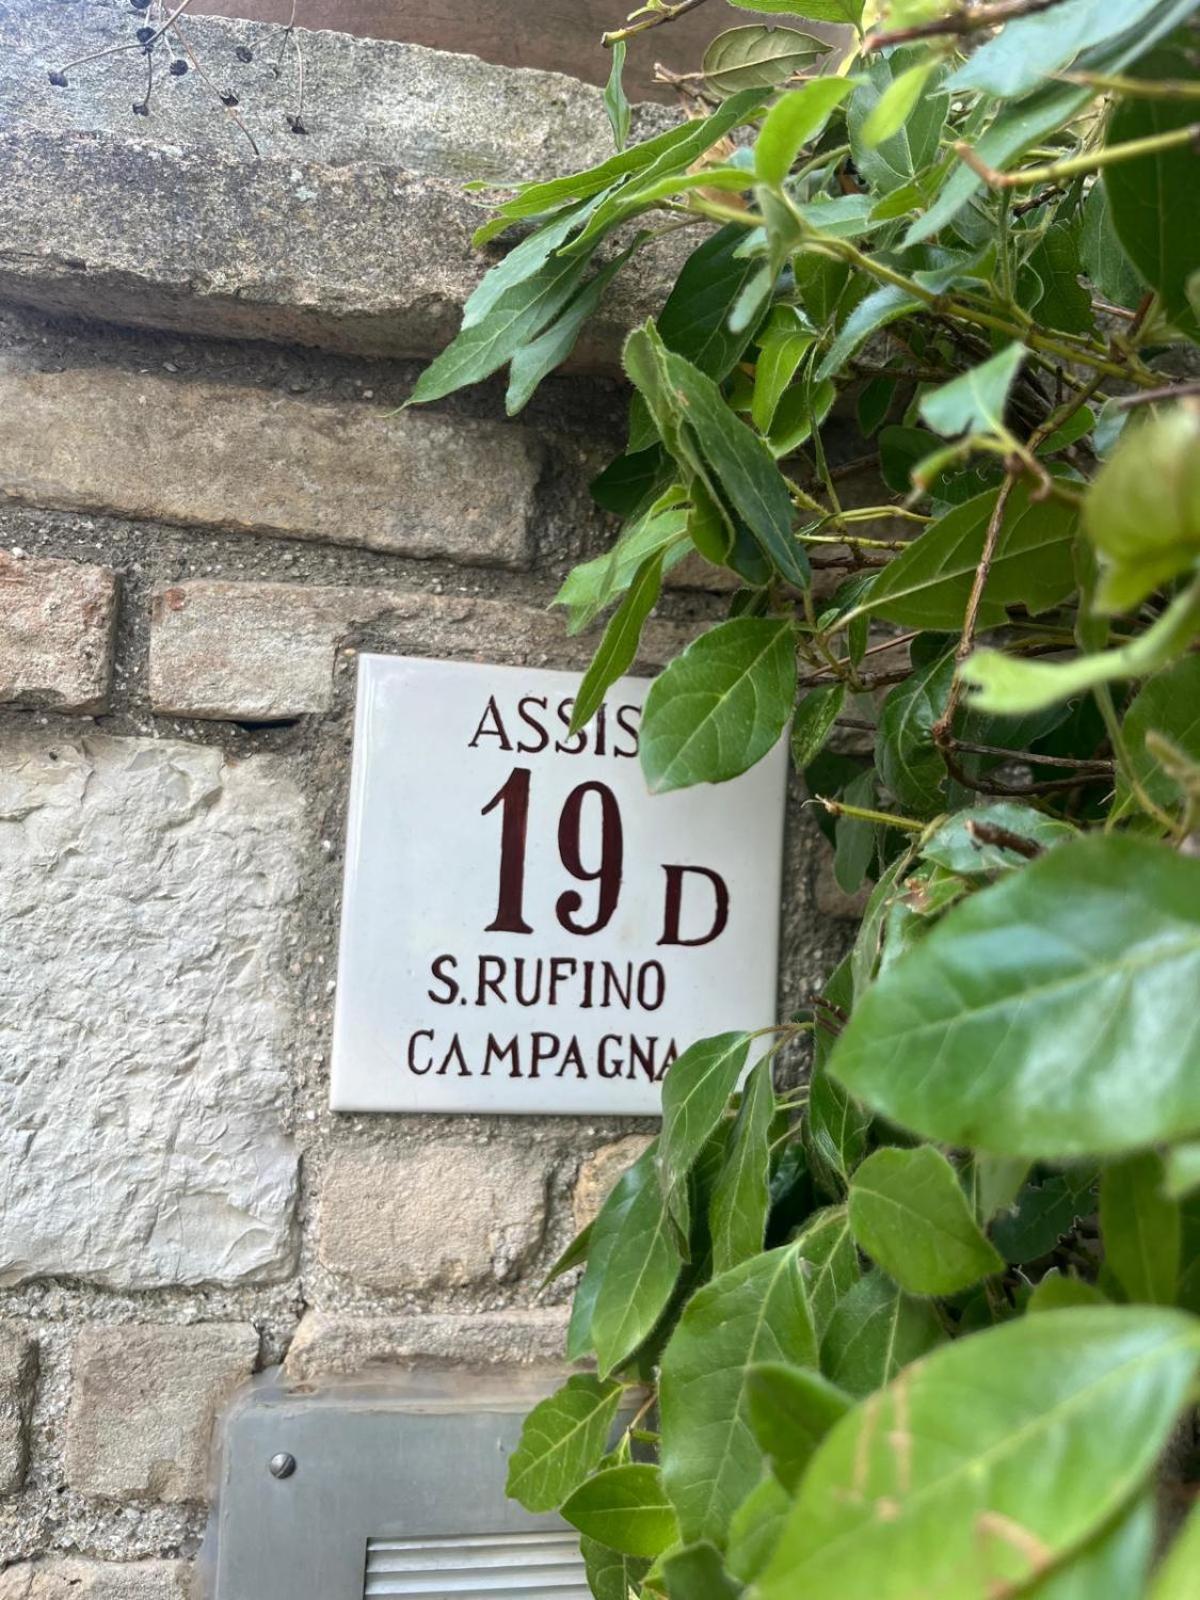 ASSIS
19 D
S.RUFINO
CAMPAGNA